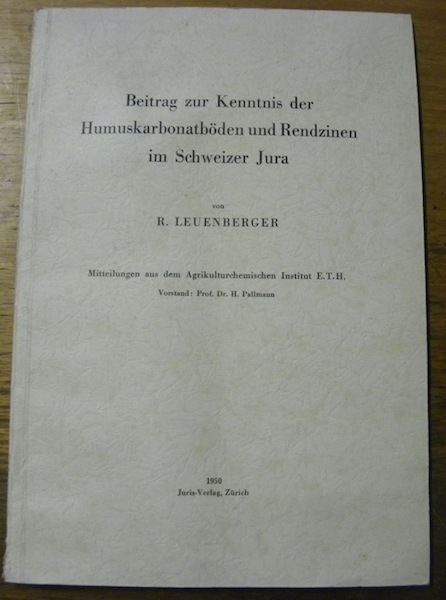 Beitrag zur Kenntnis der
Humuskarbonatböden und Rendzinen
im Schweizer Jura
von
R. LEUENBERGER
Mitteilungen aus dem Agrikulturchemischen Institut E.T.H.
Vorstand: Prof. Dr. H. Pallmann
1950
Juris-Verlag, Zürich